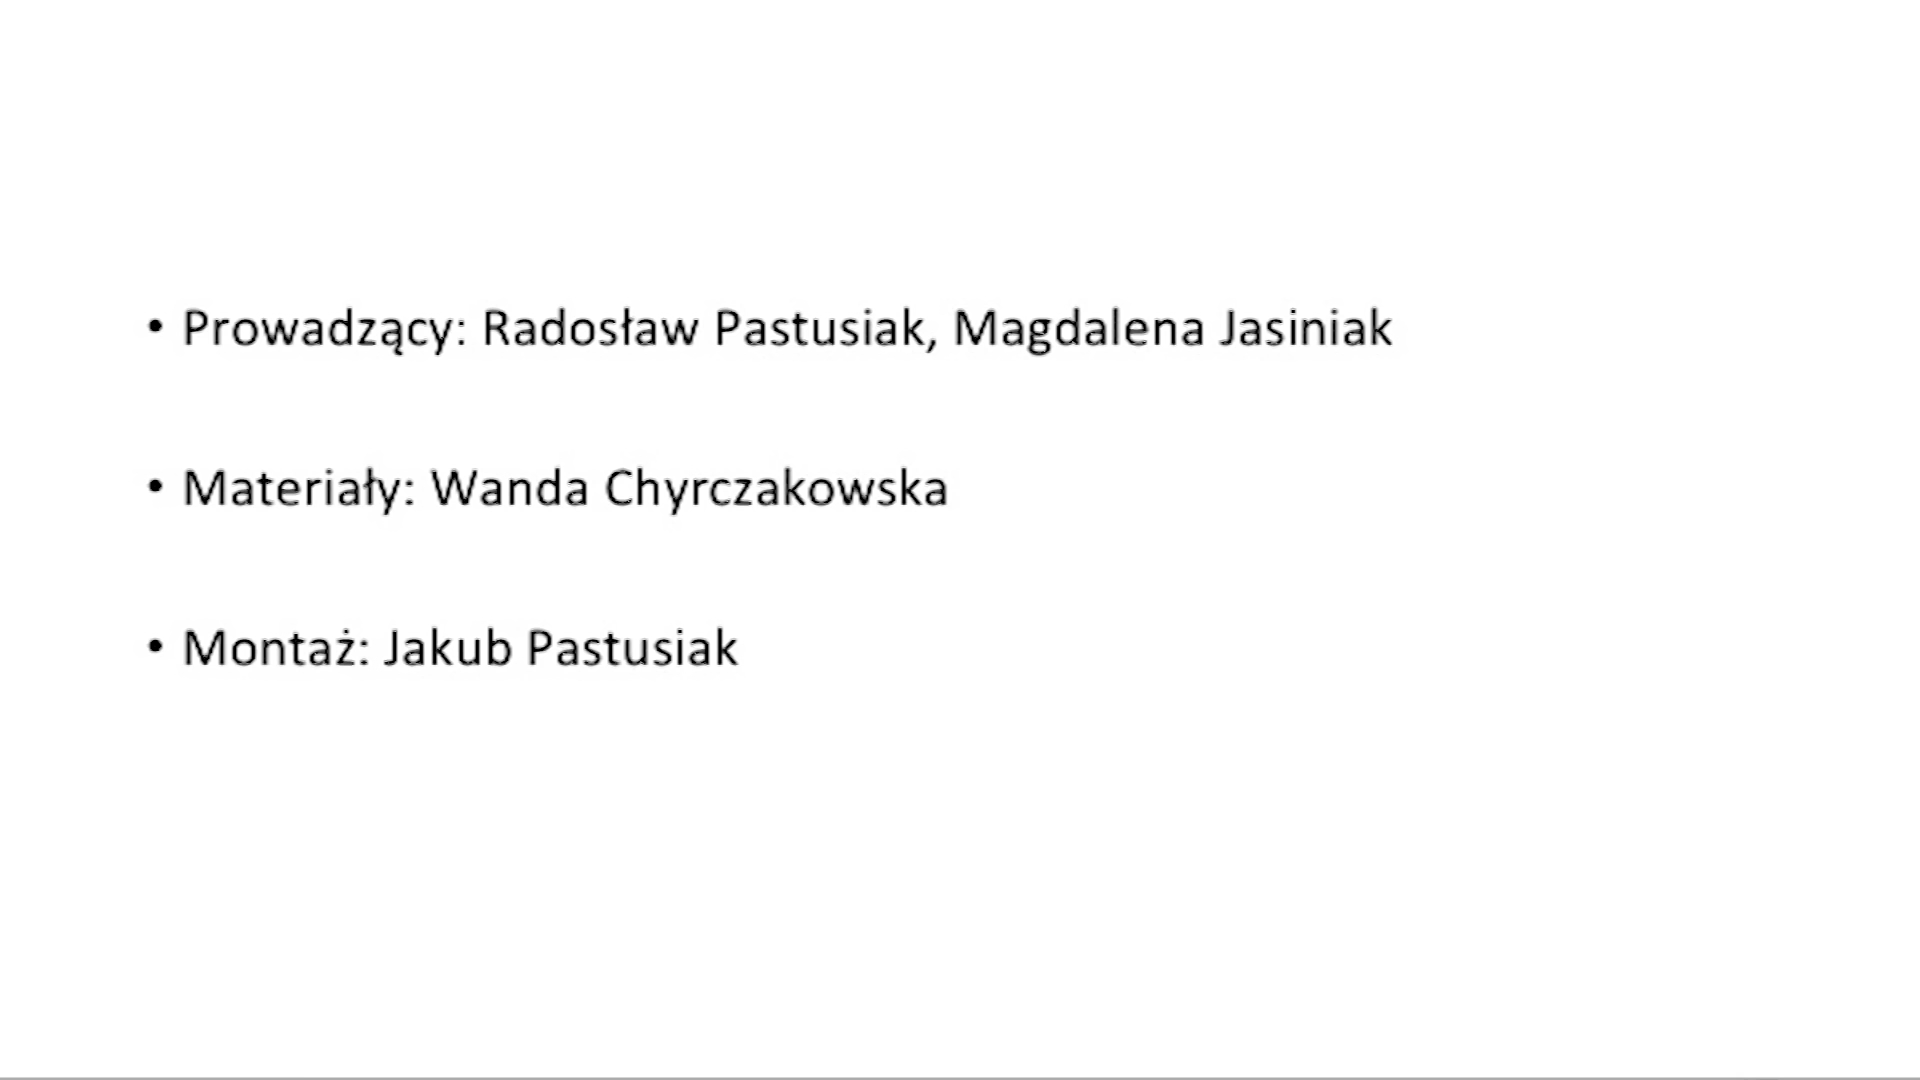 • Prowadzący: Radosław Pastusiak, Magdalena Jasiniak
• Materiały: Wanda Chyrczakowska
• Montaż: Jakub Pastusiak